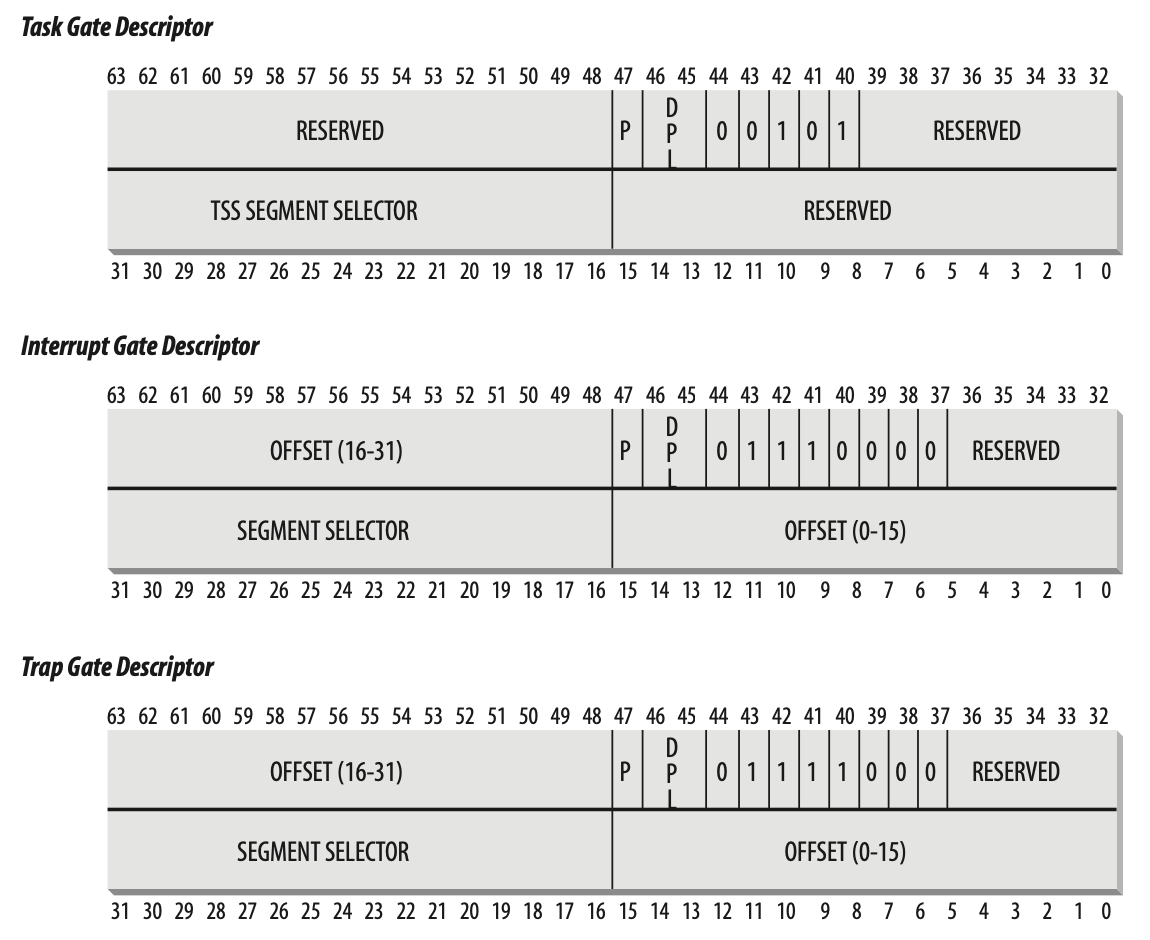 Task Gate Descriptor
63 62 61 60 59 58 57 56 55 54 53 52 51 50 49 48 47 46 45 44 43 42 41 40 39 38 37 36 35 34 33 32
RESERVED P DPL 0 0 1 0 1 RESERVED
TSS SEGMENT SELECTOR RESERVED
31 30 29 28 27 26 25 24 23 22 21 20 19 18 17 16 15 14 13 12 11 10 9 8 7 6 5 4 3 2 1 0
Interrupt Gate Descriptor
63 62 61 60 59 58 57 56 55 54 53 52 51 50 49 48 47 46 45 44 43 42 41 40 39 38 37 36 35 34 33 32
OFFSET (16-31) P DPL 0 1 1 1 0 0 0 0 RESERVED
SEGMENT SELECTOR OFFSET (0-15)
31 30 29 28 27 26 25 24 23 22 21 20 19 18 17 16 15 14 13 12 11 10 9 8 7 6 5 4 3 2 1 0
Trap Gate Descriptor
63 62 61 60 59 58 57 56 55 54 53 52 51 50 49 48 47 46 45 44 43 42 41 40 39 38 37 36 35 34 33 32
OFFSET (16-31) P DPL 0 1 1 1 1 0 0 0 RESERVED
SEGMENT SELECTOR OFFSET (0-15)
31 30 29 28 27 26 25 24 23 22 21 20 19 18 17 16 15 14 13 12 11 10 9 8 7 6 5 4 3 2 1 0